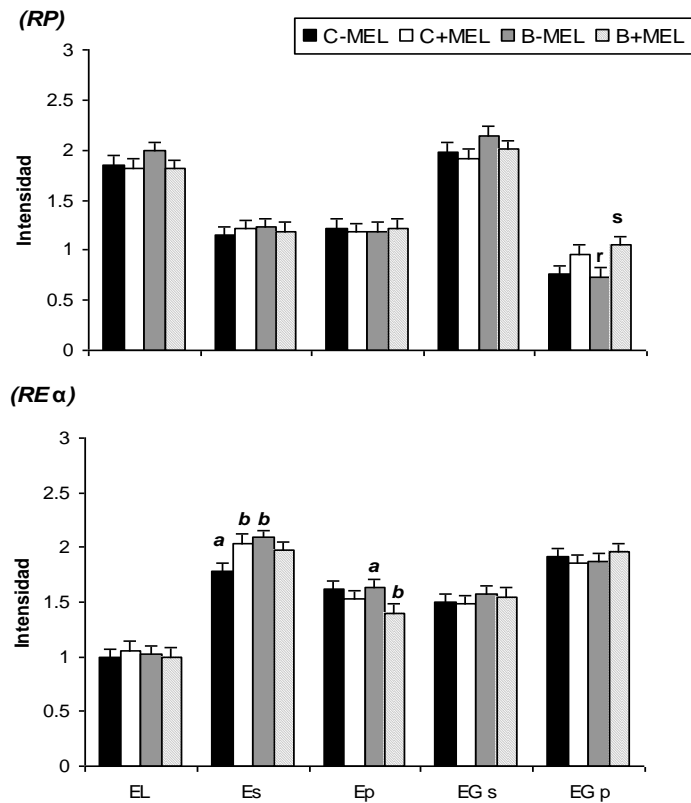 (RP)
C-MEL C+MEL B-MEL B+MEL
3
2.5
2
1.5
1
0.5
0
Intensidad
r
s
(RE α)
3
2.5
2
1.5
1
0.5
0
Intensidad
a
b b
a
b
EL Es Ep EG s EG p